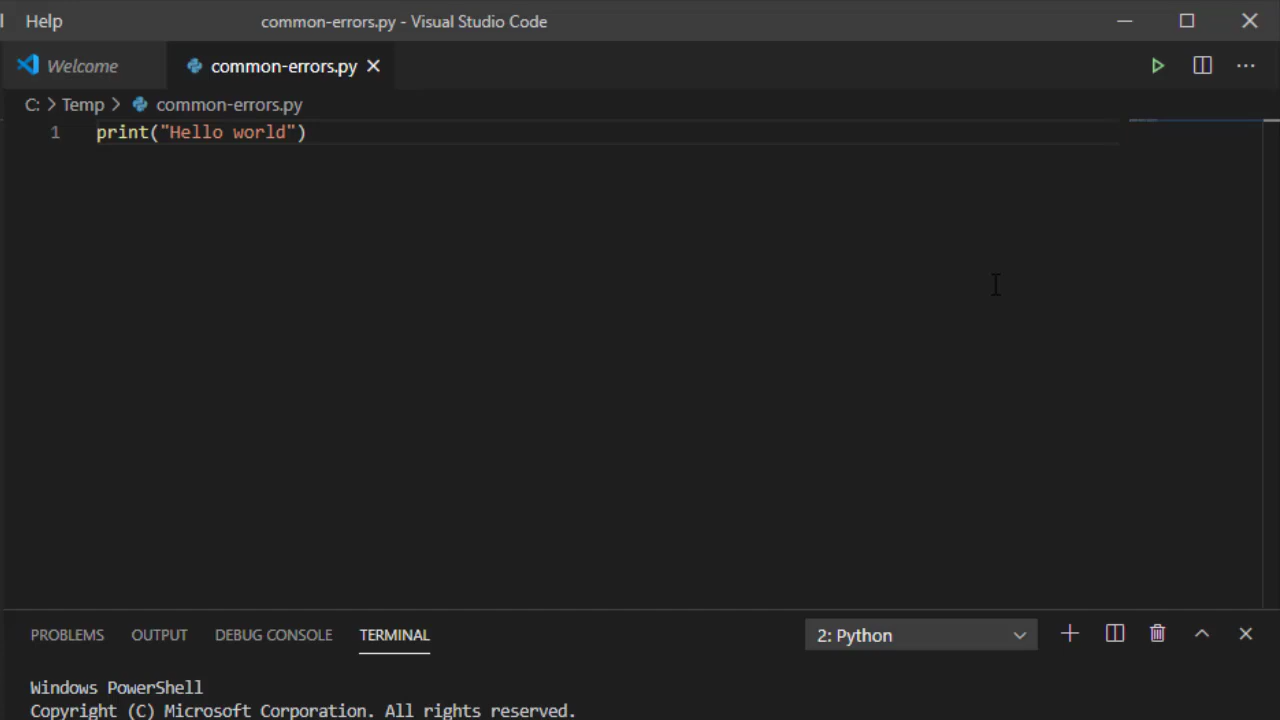 Help common-errors.py - Visual Studio Code
Welcome common-errors.py
C: Temp common-errors.py
1 print("Hello world")
PROBLEMS OUTPUT DEBUG CONSOLE TERMINAL 2: Python
Windows PowerShell
Copyright (C) Microsoft Corporation. All rights reserved.